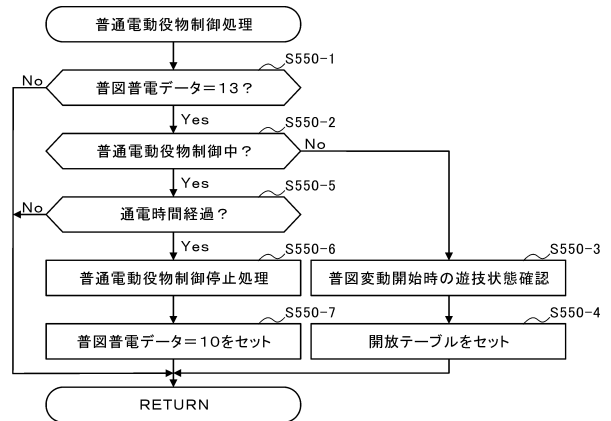 普通電動役物制御処理
S550-1
No
普図普電データ=13?
Yes
S550-2
普通電動役物制御中?
No
Yes
S550-5
No
通電時間経過?
Yes
S550-6
S550-3
普通電動役物制御停止処理
普図変動開始時の遊技状態確認
S550-7
S550-4
普図普電データ=10をセット
開放テーブルをセット
RETURN